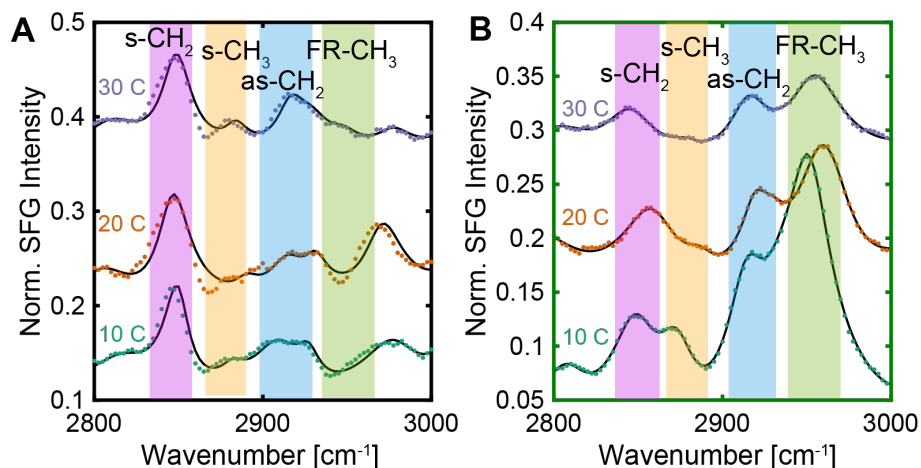 A
s-CH2
s-CH3
as-CH2
FR-CH3
30 C
20 C
10 C
0.5
0.4
0.3
0.2
0.1
Norm. SFG Intensity
2800
2900
3000
Wavenumber [cm-1]
B
s-CH2
s-CH3
as-CH2
FR-CH3
30 C
20 C
10 C
0.4
0.35
0.3
0.25
0.2
0.15
0.1
0.05
Norm. SFG Intensity
2800
2900
3000
Wavenumber [cm-1]